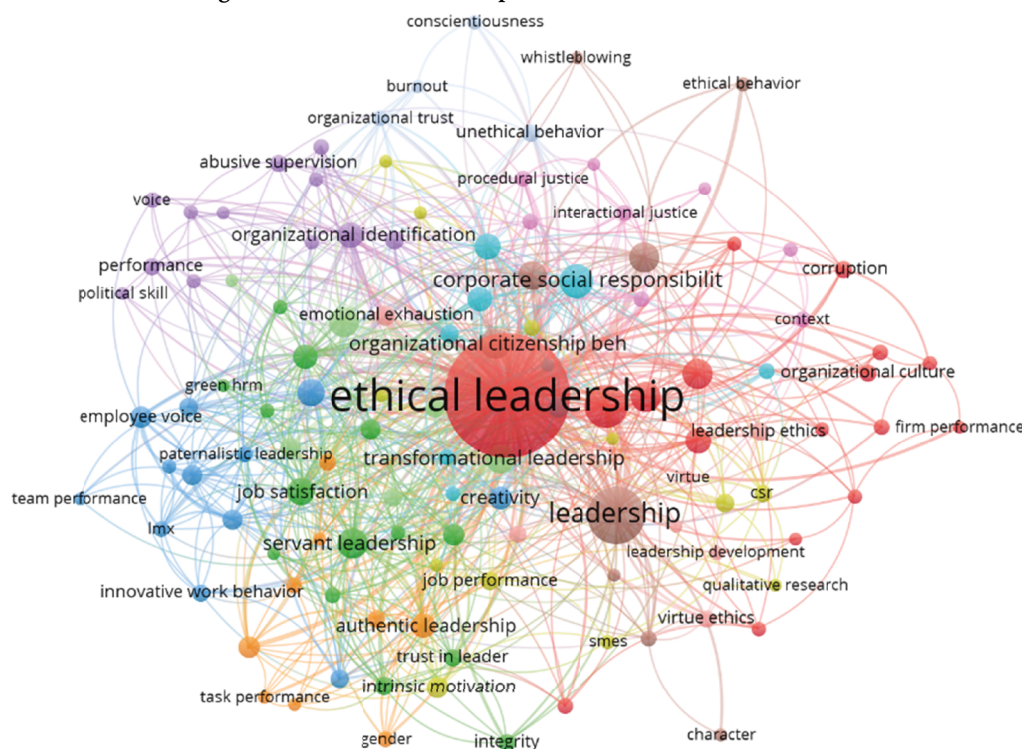 conscientiousness
whistleblowing
ethical behavior
burnout
organizational trust
unethical behavior
abusive supervision
procedural justice
voice
interactional justice
organizational identification
performance
corruption
corporate social responsibilit
political skill
emotional exhaustion
context
organizational citizenship beh
organizational culture
green hrm
ethical leadership
employee voice
firm performance
leadership ethics
paternalistic leadership
transformational leadership
virtue
job satisfaction
csr
team performance
creativity
leadership
lmx
servant leadership
leadership development
job performance
qualitative research
innovative work behavior
virtue ethics
authentic leadership
smes
trust in leader
intrinsic motivation
task performance
character
gender
integrity